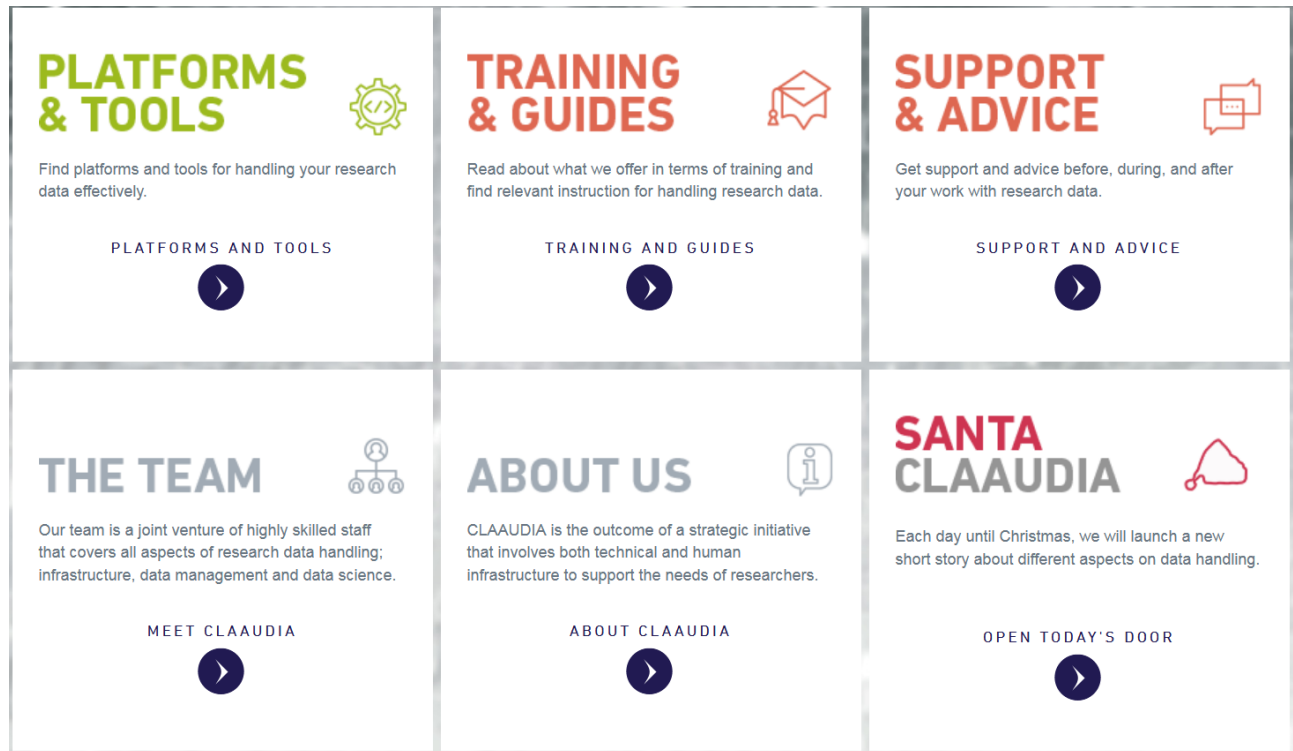 PLATFORMS
& TOOLS
Find platforms and tools for handling your research
data effectively.
PLATFORMS AND TOOLS
TRAINING
& GUIDES
Read about what we offer in terms of training and
find relevant instruction for handling research data.
TRAINING AND GUIDES
SUPPORT
& ADVICE
Get support and advice before, during, and after
your work with research data.
SUPPORT AND ADVICE
THE TEAM
Our team is a joint venture of highly skilled staff
that covers all aspects of research data handling;
infrastructure, data management and data science.
MEET CLAAUDIA
ABOUT US
CLAAUDIA is the outcome of a strategic initiative
that involves both technical and human
infrastructure to support the needs of researchers.
ABOUT CLAAUDIA
SANTA
CLAAUDIA
Each day until Christmas, we will launch a new
short story about different aspects on data handling.
OPEN TODAY'S DOOR